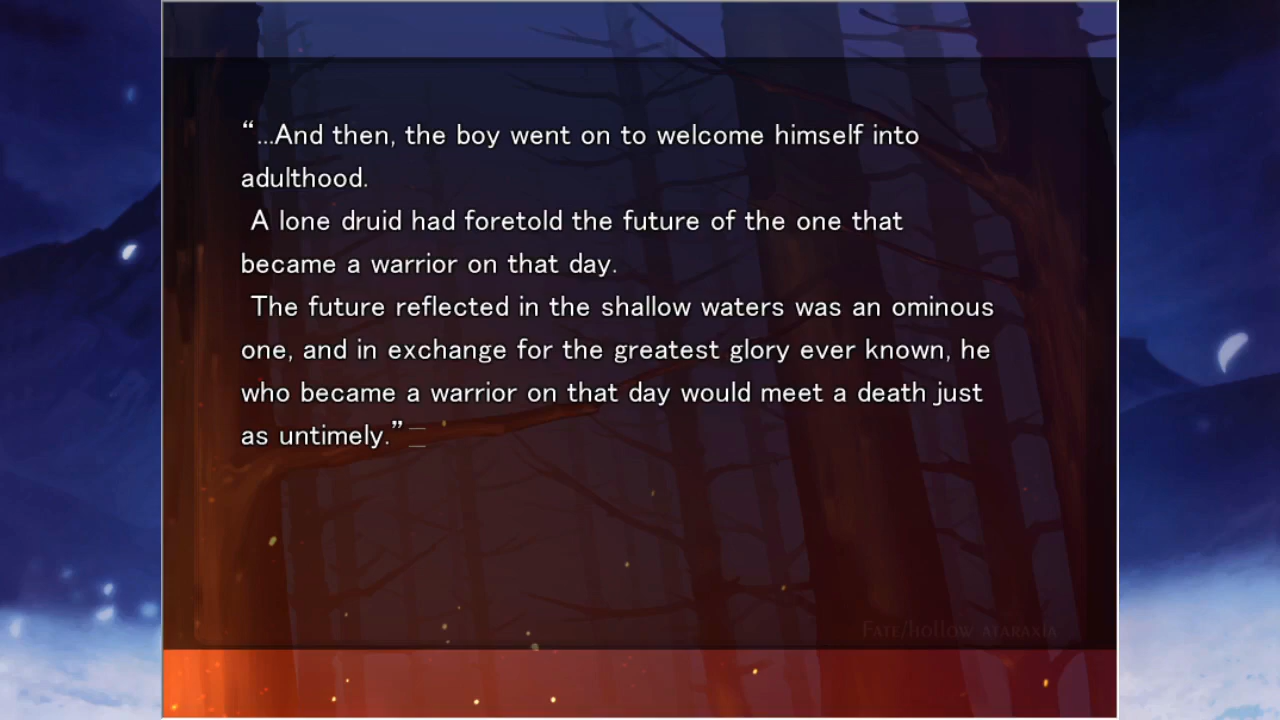 “...And then, the boy went on to welcome himself into
adulthood.
A lone druid had foretold the future of the one that
became a warrior on that day.
The future reflected in the shallow waters was an ominous
one, and in exchange for the greatest glory ever known, he
who became a warrior on that day would meet a death just
as untimely.”
Fate/hollow ataraxia